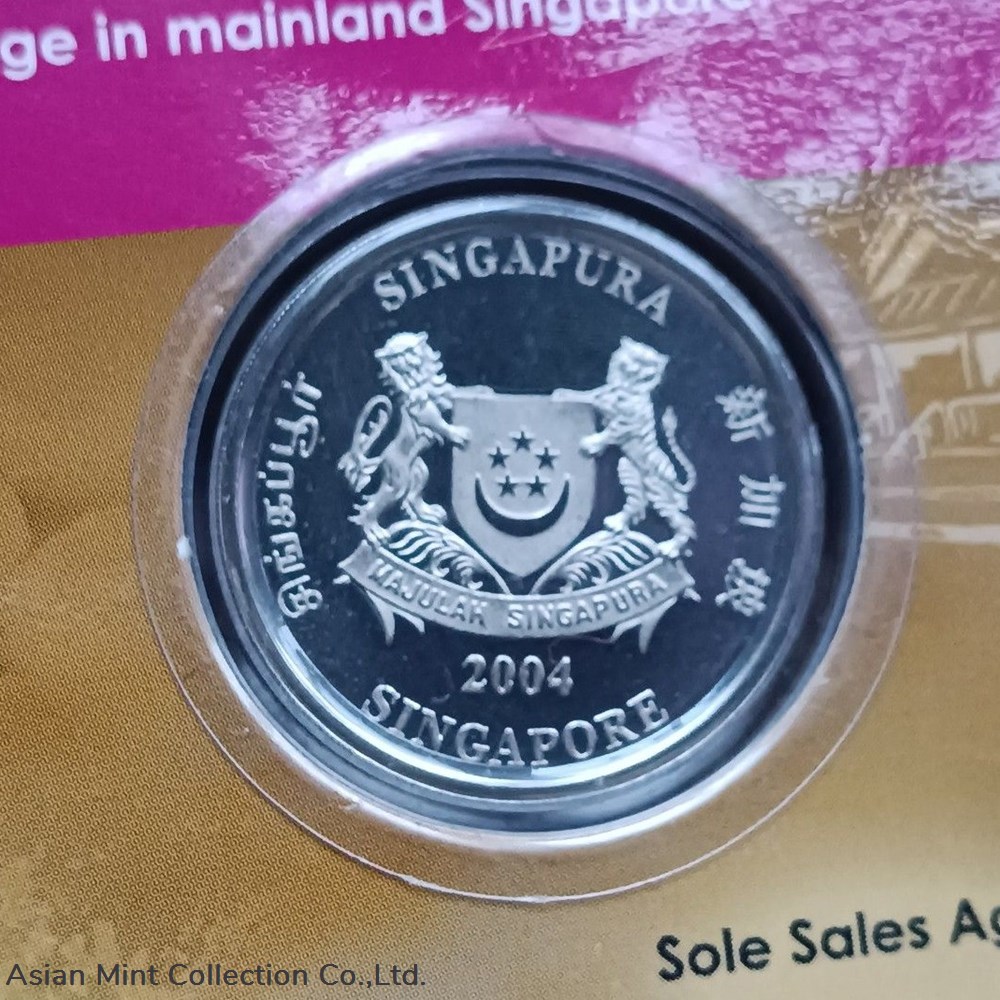 ge in mainland Singapore.
SINGAPURA
சிங்கப்பூர்
新加坡
MAJULAH SINGAPURA
2004
SINGAPORE
Sole Sales Ag
Asian Mint Collection Co.,Ltd.